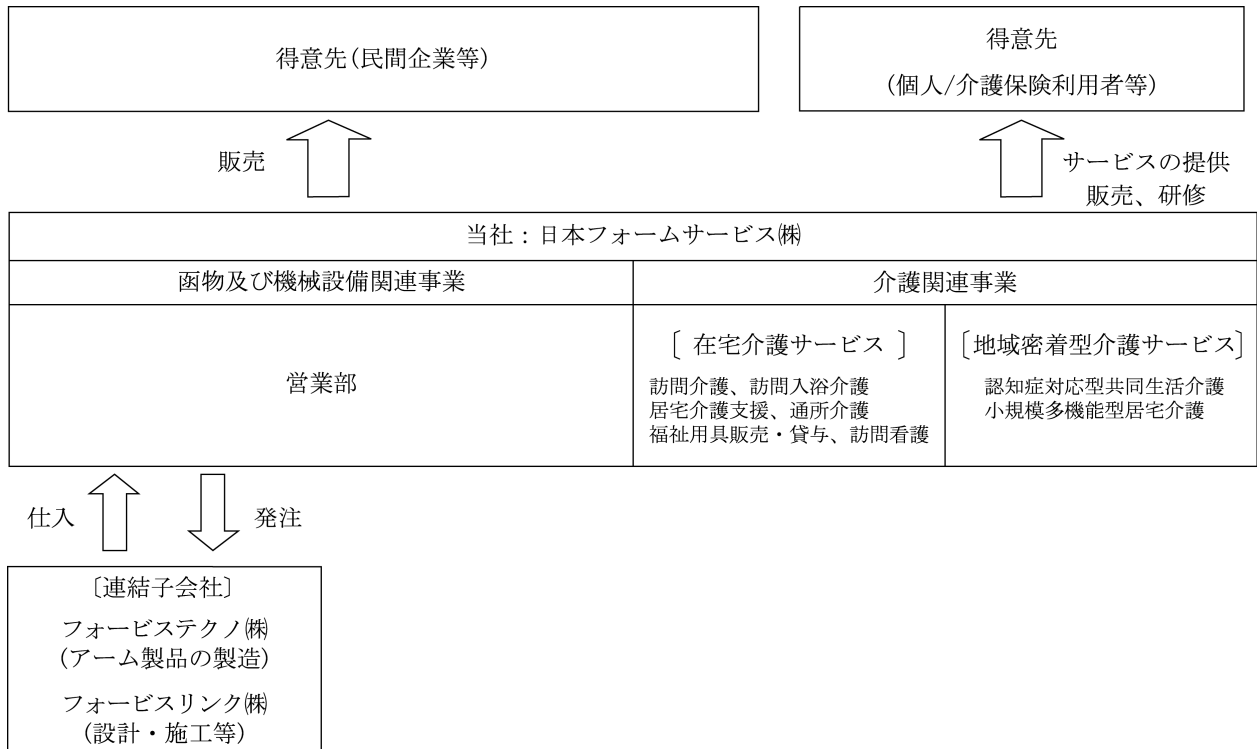 得意先(民間企業等)
得意先
(個人/介護保険利用者等)
販売
サービスの提供
販売、研修
当社：日本フォームサービス㈱
函物及び機械設備関連事業
介護関連事業
営業部
〔 在宅介護サービス 〕
訪問介護、訪問入浴介護
居宅介護支援、通所介護
福祉用具販売・貸与、訪問看護
〔地域密着型介護サービス〕
認知症対応型共同生活介護
小規模多機能型居宅介護
仕入
発注
〔連結子会社〕
フォービステクノ㈱
(アーム製品の製造)
フォービスリンク㈱
(設計・施工等)